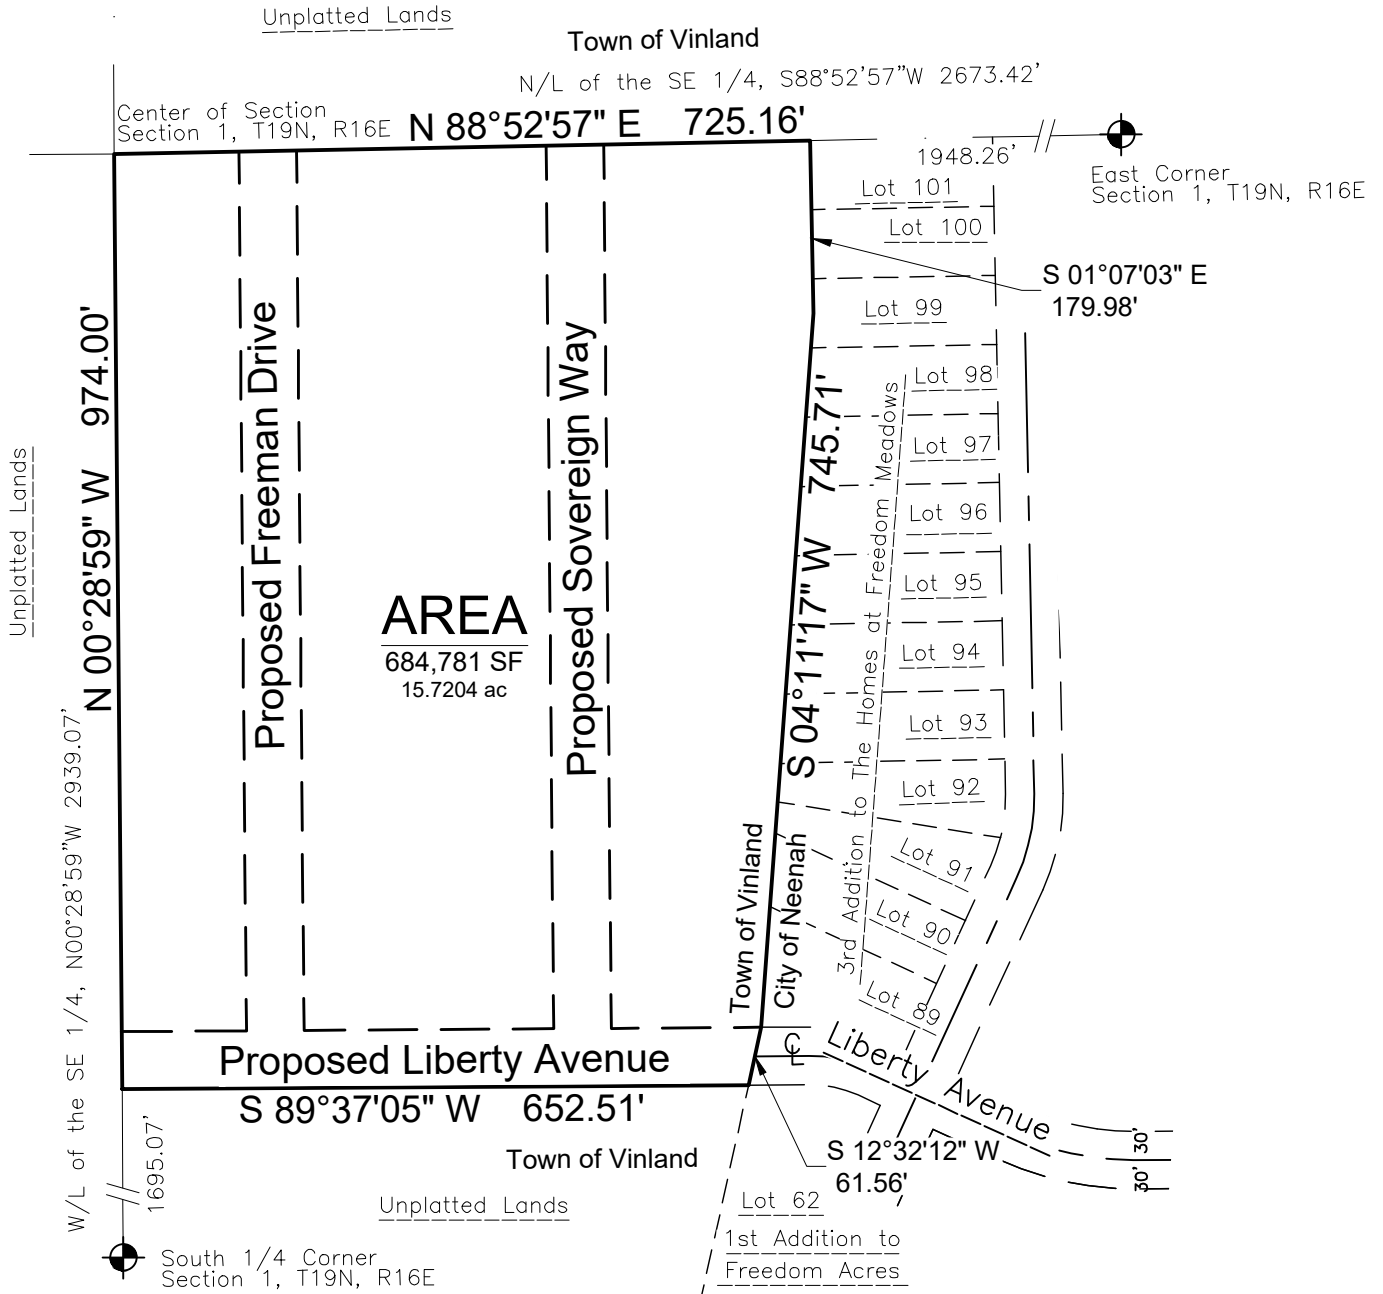 Unplatted Lands
Town of Vinland
N/L of the SE 1/4, S88°52'57"W 2673.42'
Center of Section
Section 1, T19N, R16E
N 88°52'57" E 725.16'
1948.26'
East Corner
Section 1, T19N, R16E
Lot 101
Lot 100
S 01°07'03" E
179.98'
Lot 99
Lot 98
Lot 97
Lot 96
Lot 95
Lot 94
Lot 93
Lot 92
Lot 91
Lot 90
Lot 89
3rd Addition to The Homes at Freedom Meadows
S 04°11'17" W 745.71'
N 00°28'59" W 974.00'
Unplatted Lands
W/L of the SE 1/4, N00°28'59"W 2939.07'
Proposed Freeman Drive
Proposed Sovereign Way
AREA
684,781 SF
15.7204 ac
Town of Vinland
City of Neenah
Proposed Liberty Avenue
℄
Liberty Avenue
30'
30'
S 89°37'05" W 652.51'
S 12°32'12" W
61.56'
Town of Vinland
Unplatted Lands
1695.07'
South 1/4 Corner
Section 1, T19N, R16E
Lot 62
1st Addition to
Freedom Acres